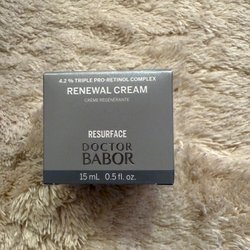 4.2 % TRIPLE PRO-RETINOL COMPLEX
RENEWAL CREAM
CRÈME RÉGÉNÉRANTE
RESURFACE
DOCTOR
BABOR
15 mL 0.5 fl. oz.